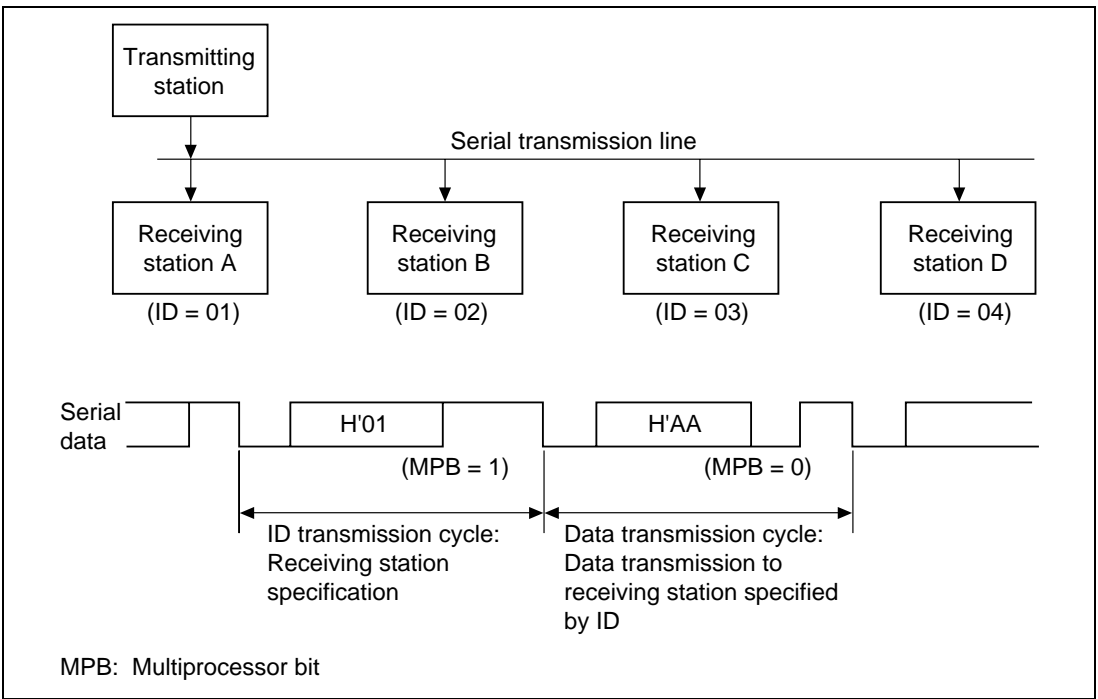 Transmitting
station
Serial transmission line
Receiving
station A
(ID = 01)
Receiving
station B
(ID = 02)
Receiving
station C
(ID = 03)
Receiving
station D
(ID = 04)
Serial
data
H'01
H'AA
(MPB = 1)
(MPB = 0)
ID transmission cycle:
Receiving station
specification
Data transmission cycle:
Data transmission to
receiving station specified
by ID
MPB: Multiprocessor bit